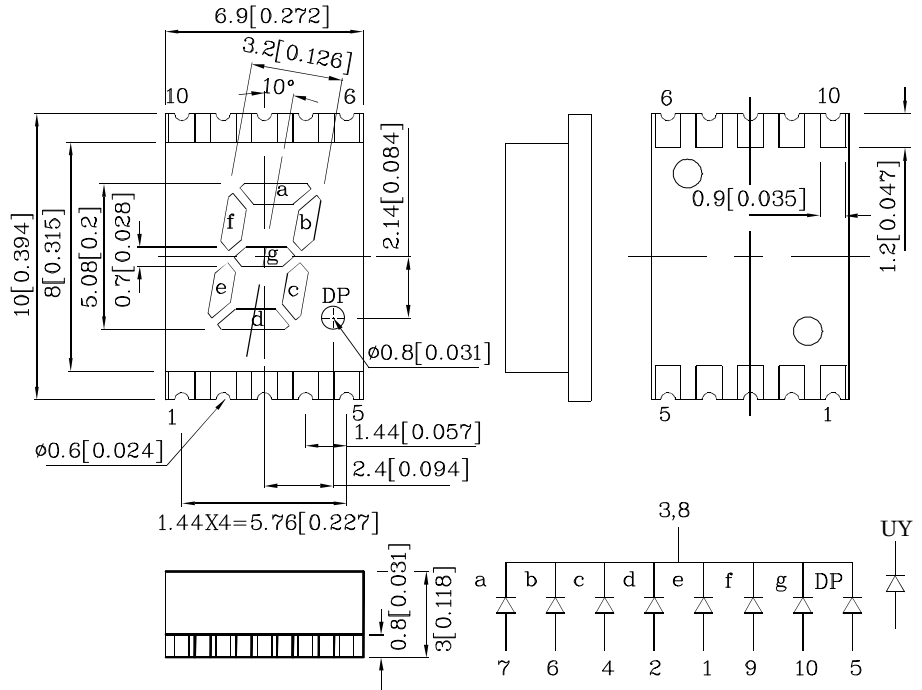 6.9[0.272]
3.2[0.126]
10°
10
6
a
f
b
g
e
c
d
DP
10[0.394]
8[0.315]
5.08[0.2]
0.7[0.028]
2.14[0.084]
ø0.8[0.031]
1
5
ø0.6[0.024]
1.44[0.057]
2.4[0.094]
1.44X4=5.76[0.227]
6
10
0.9[0.035]
1.2[0.047]
5
1
0.8[0.031]
3[0.118]
3,8
UY
a b c d e f g DP
7 6 4 2 1 9 10 5